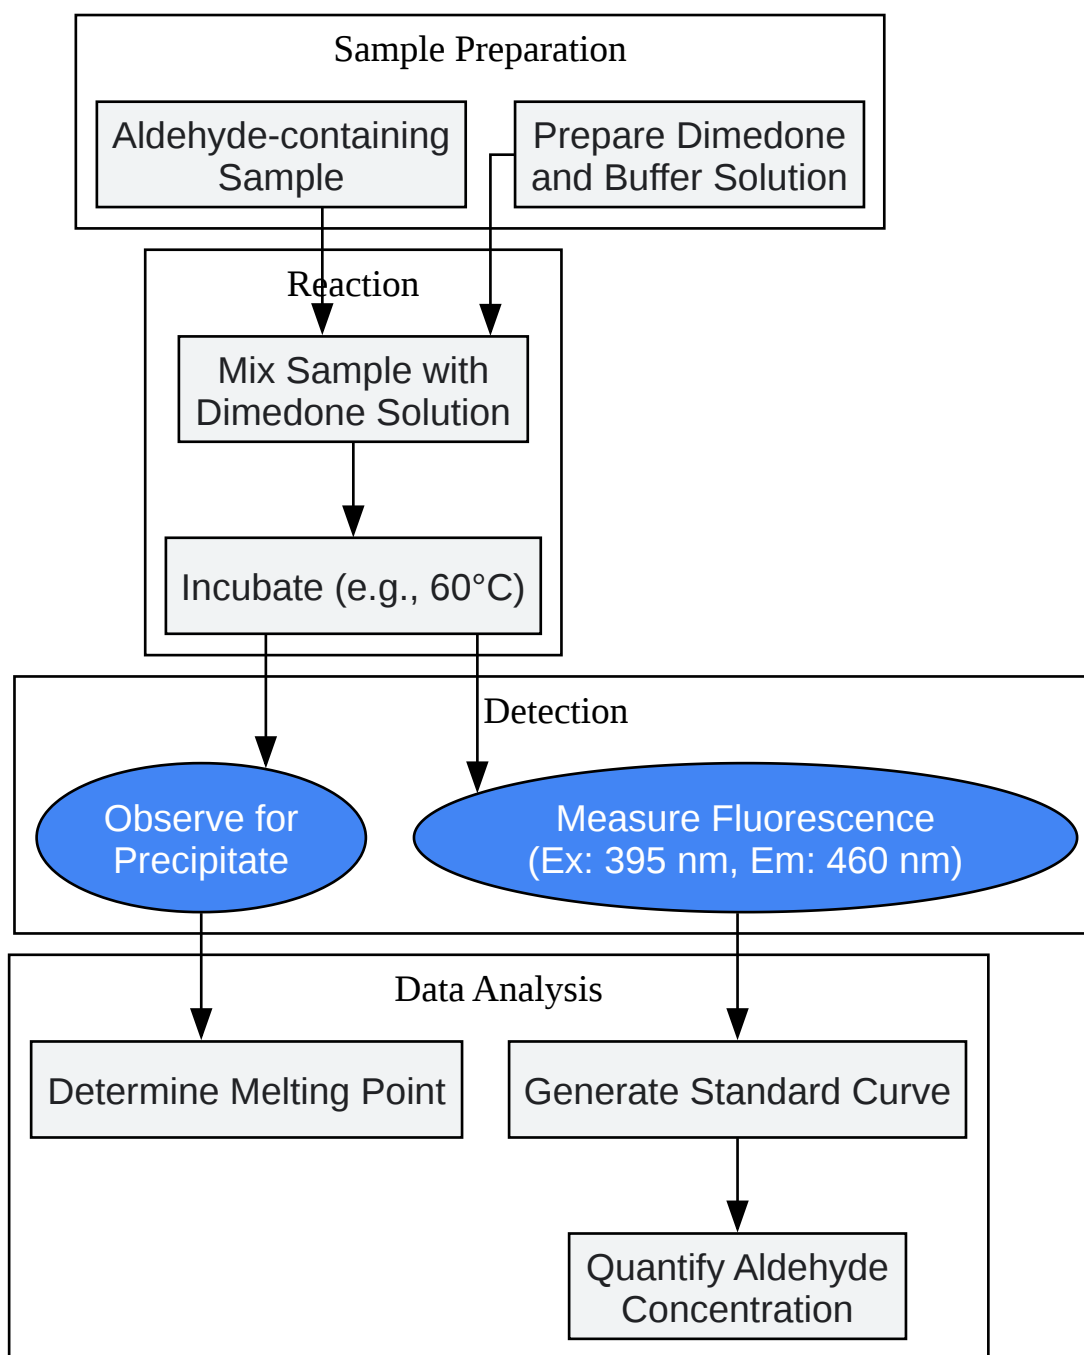 Sample Preparation
Aldehyde-containing
Sample
Prepare Dimedone
and Buffer Solution
Reaction
Mix Sample with
Dimedone Solution
Incubate (e.g., 60°C)
Detection
Observe for
Precipitate
Measure Fluorescence
(Ex: 395 nm, Em: 460 nm)
Data Analysis
Determine Melting Point
Generate Standard Curve
Quantify Aldehyde
Concentration